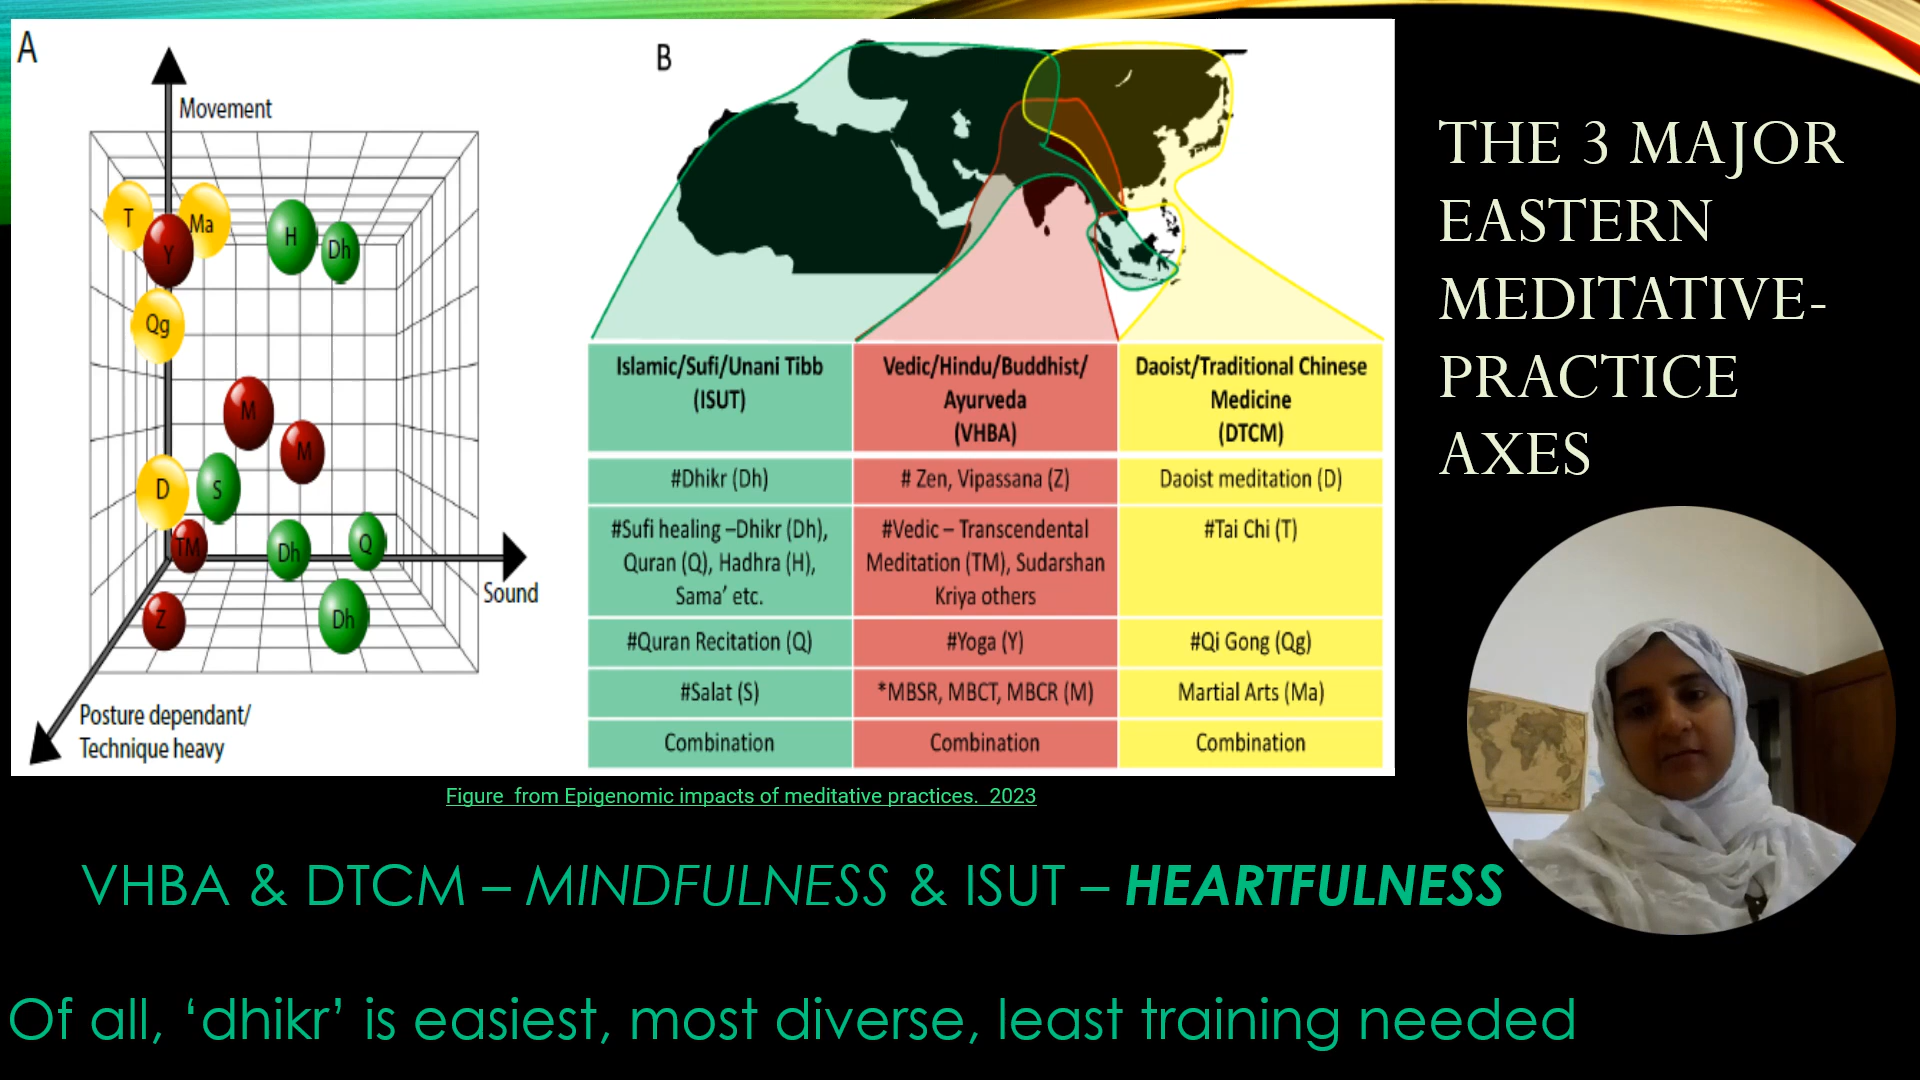 A
Movement
T
Ma
Y
H
Dh
Qg
M
M
D
S
TM
Dh
Q
Sound
Z
Dh
Posture dependant/
Technique heavy
B
Islamic/Sufi/Unani Tibb
(ISUT)
Vedic/Hindu/Buddhist/
Ayurveda
(VHBA)
Daoist/Traditional Chinese
Medicine
(DTCM)
#Dhikr (Dh)
# Zen, Vipassana (Z)
Daoist meditation (D)
#Sufi healing –Dhikr (Dh),
Quran (Q), Hadhra (H),
Sama’ etc.
#Vedic – Transcendental
Meditation (TM), Sudarshan
Kriya others
#Tai Chi (T)
#Quran Recitation (Q)
#Yoga (Y)
#Qi Gong (Qg)
#Salat (S)
*MBSR, MBCT, MBCR (M)
Martial Arts (Ma)
Combination
Combination
Combination
Figure from Epigenomic impacts of meditative practices. 2023
THE 3 MAJOR
EASTERN
MEDITATIVE-
PRACTICE
AXES
VHBA & DTCM – MINDFULNESS & ISUT – HEARTFULNESS
Of all, ‘dhikr’ is easiest, most diverse, least training needed